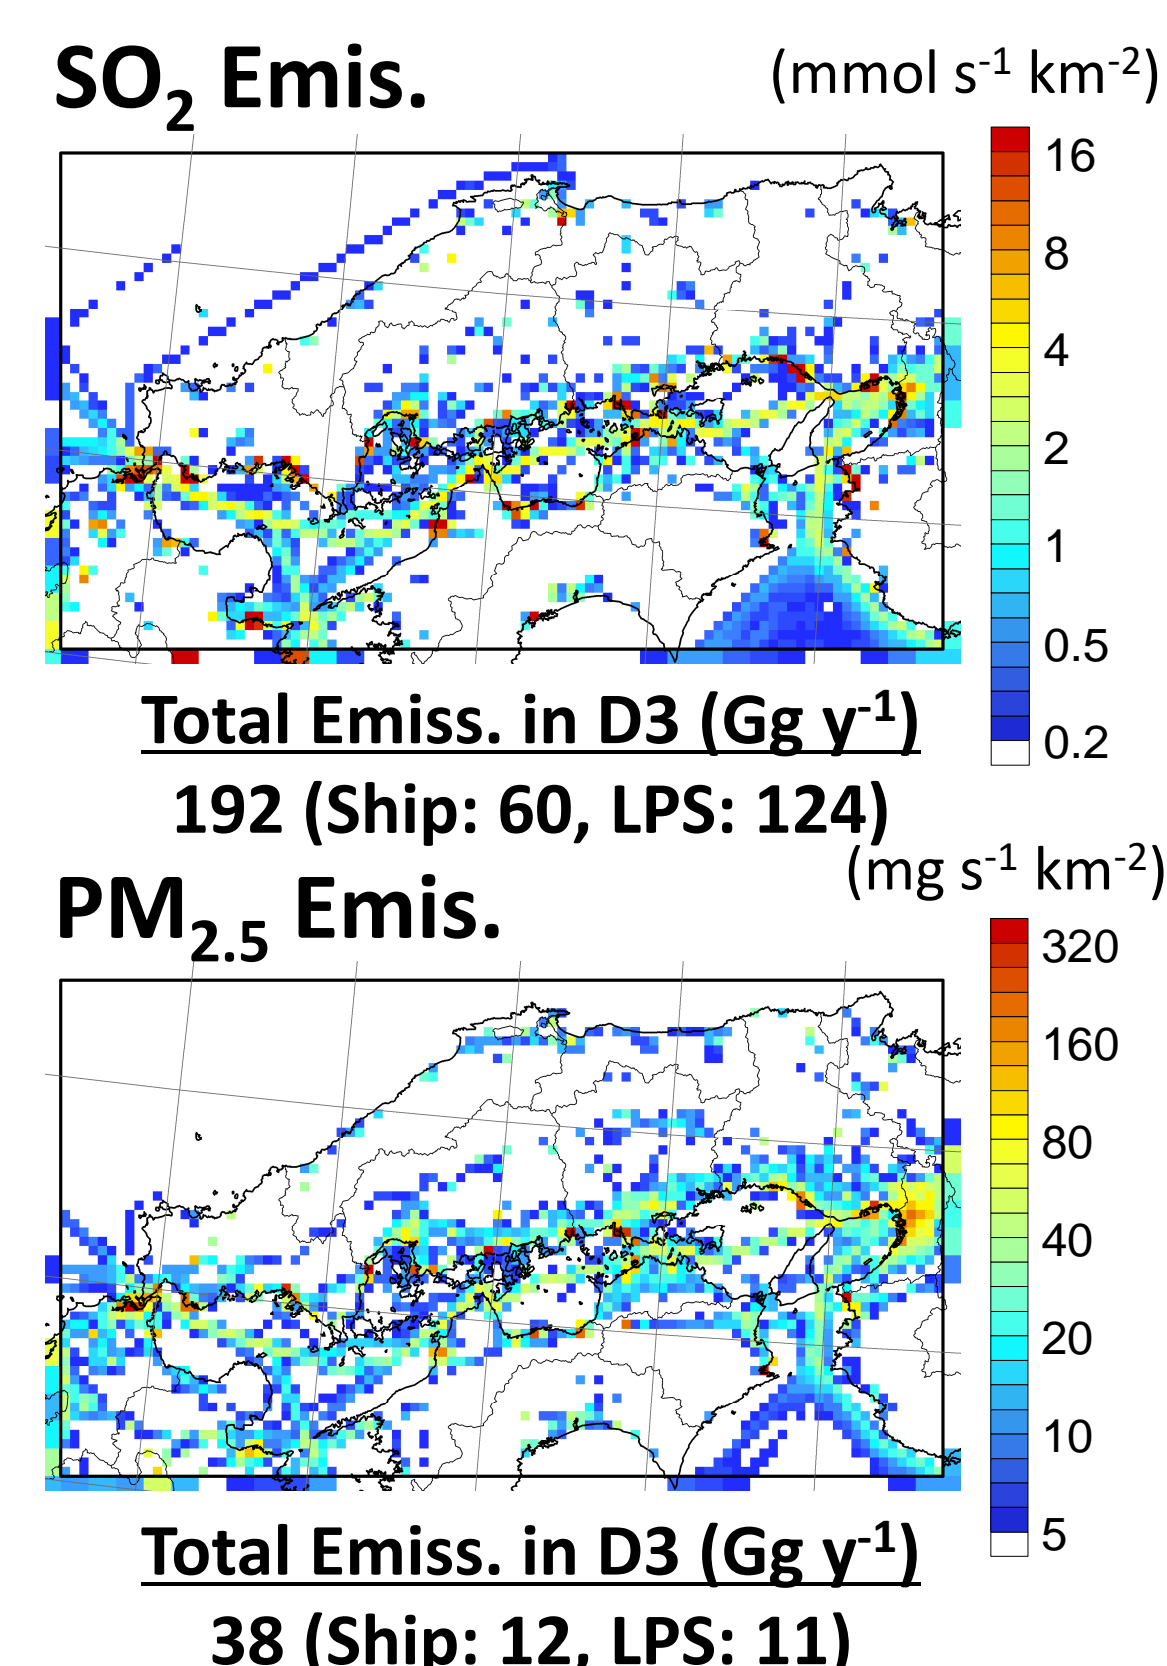 SO2 Emis.
(mmol s-1 km-2)
16
8
4
2
1
0.5
0.2
Total Emiss. in D3 (Gg y-1)
192 (Ship: 60, LPS: 124)
(mg s-1 km-2)
PM2.5 Emis.
320
160
80
40
20
10
5
Total Emiss. in D3 (Gg y-1)
38 (Ship: 12, LPS: 11)